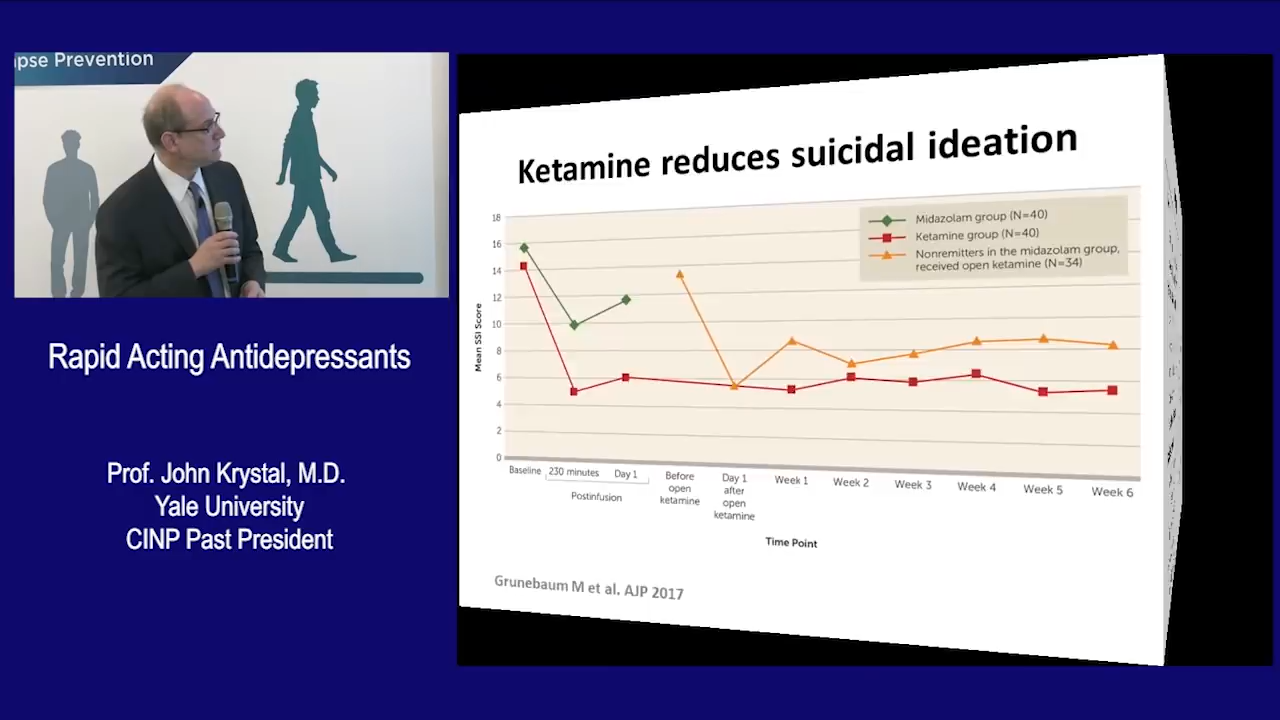 apse Prevention
Rapid Acting Antidepressants
Prof. John Krystal, M.D.
Yale University
CINP Past President
Ketamine reduces suicidal ideation
Midazolam group (N=40)
Ketamine group (N=40)
Nonremitters in the midazolam group,
received open ketamine (N=34)
Mean SSI Score
18
16
14
12
10
8
6
4
2
0
Baseline
230 minutes
Day 1
Postinfusion
Before
open
ketamine
Day 1
after
open
ketamine
Week 1
Week 2
Week 3
Week 4
Week 5
Week 6
Time Point
Grunebaum M et al. AJP 2017